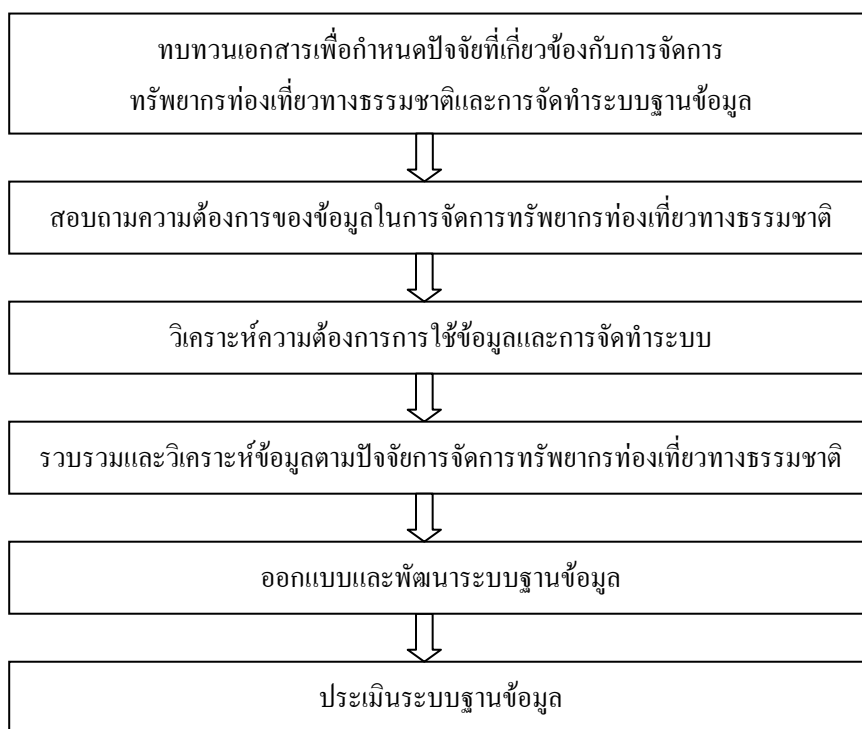 ทบทวนเอกสารเพื่อกำหนดปัจจัยที่เกี่ยวข้องกับการจัดการ
ทรัพยากรท่องเที่ยวทางธรรมชาติและการจัดทำระบบฐานข้อมูล
สอบถามความต้องการของข้อมูลในการจัดการทรัพยากรท่องเที่ยวทางธรรมชาติ
วิเคราะห์ความต้องการการใช้ข้อมูลและการจัดทำระบบ
รวบรวมและวิเคราะห์ข้อมูลตามปัจจัยการจัดการทรัพยากรท่องเที่ยวทางธรรมชาติ
ออกแบบและพัฒนาระบบฐานข้อมูล
ประเมินระบบฐานข้อมูล